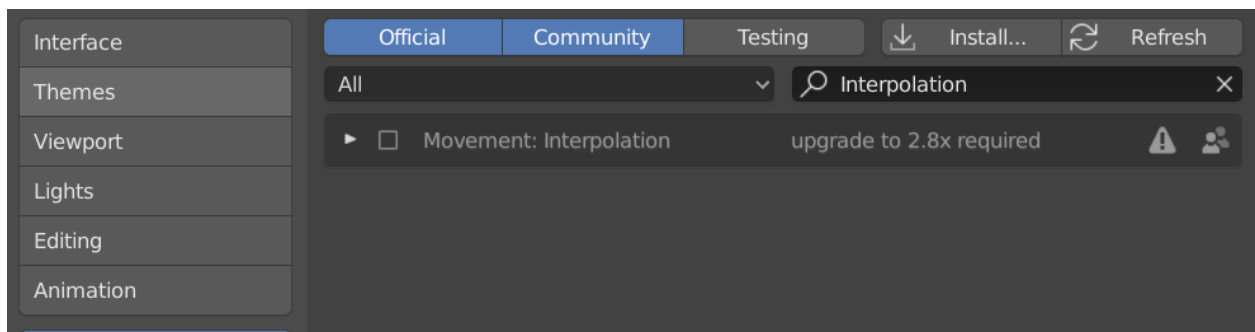 Interface
Themes
Viewport
Lights
Editing
Animation
Official Community Testing Install... Refresh
All Interpolation
Movement: Interpolation upgrade to 2.8x required